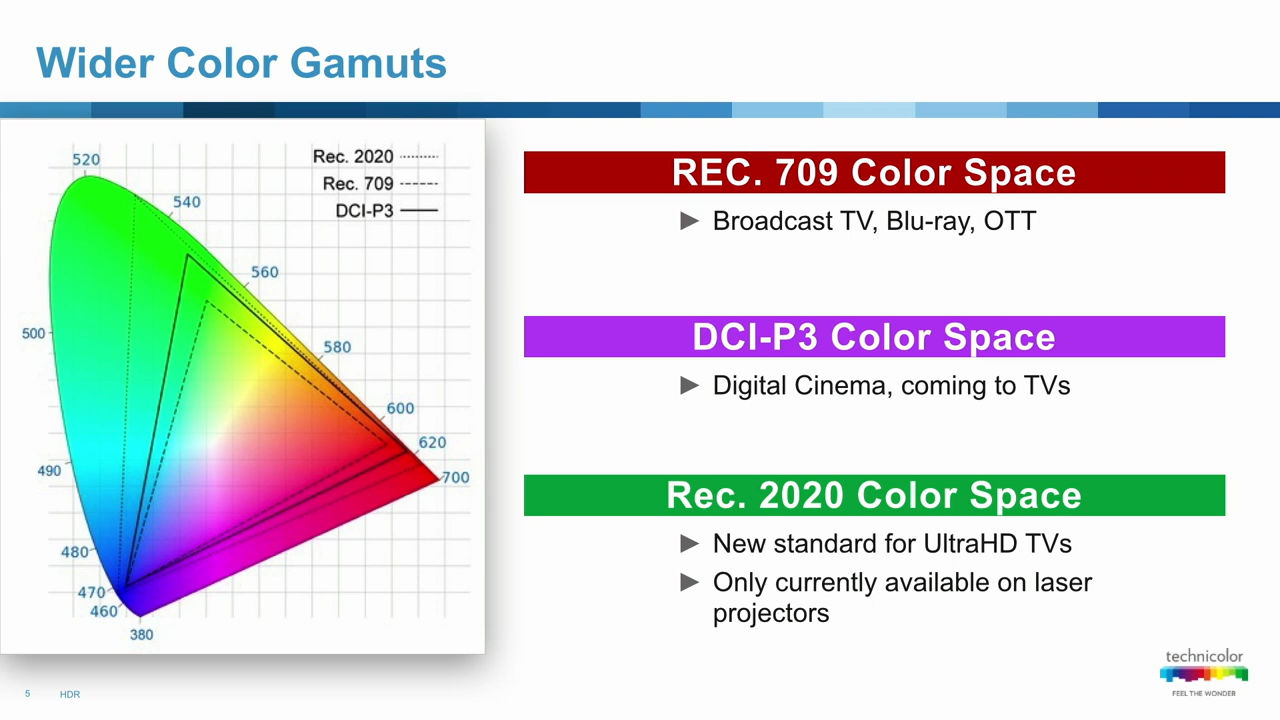 Wider Color Gamuts
Rec. 2020
Rec. 709
DCI-P3
520
540
560
580
600
620
700
500
490
480
470
460
380
REC. 709 Color Space
Broadcast TV, Blu-ray, OTT
DCI-P3 Color Space
Digital Cinema, coming to TVs
Rec. 2020 Color Space
New standard for UltraHD TVs
Only currently available on laser
projectors
technicolor
FEEL THE WONDER
5 HDR